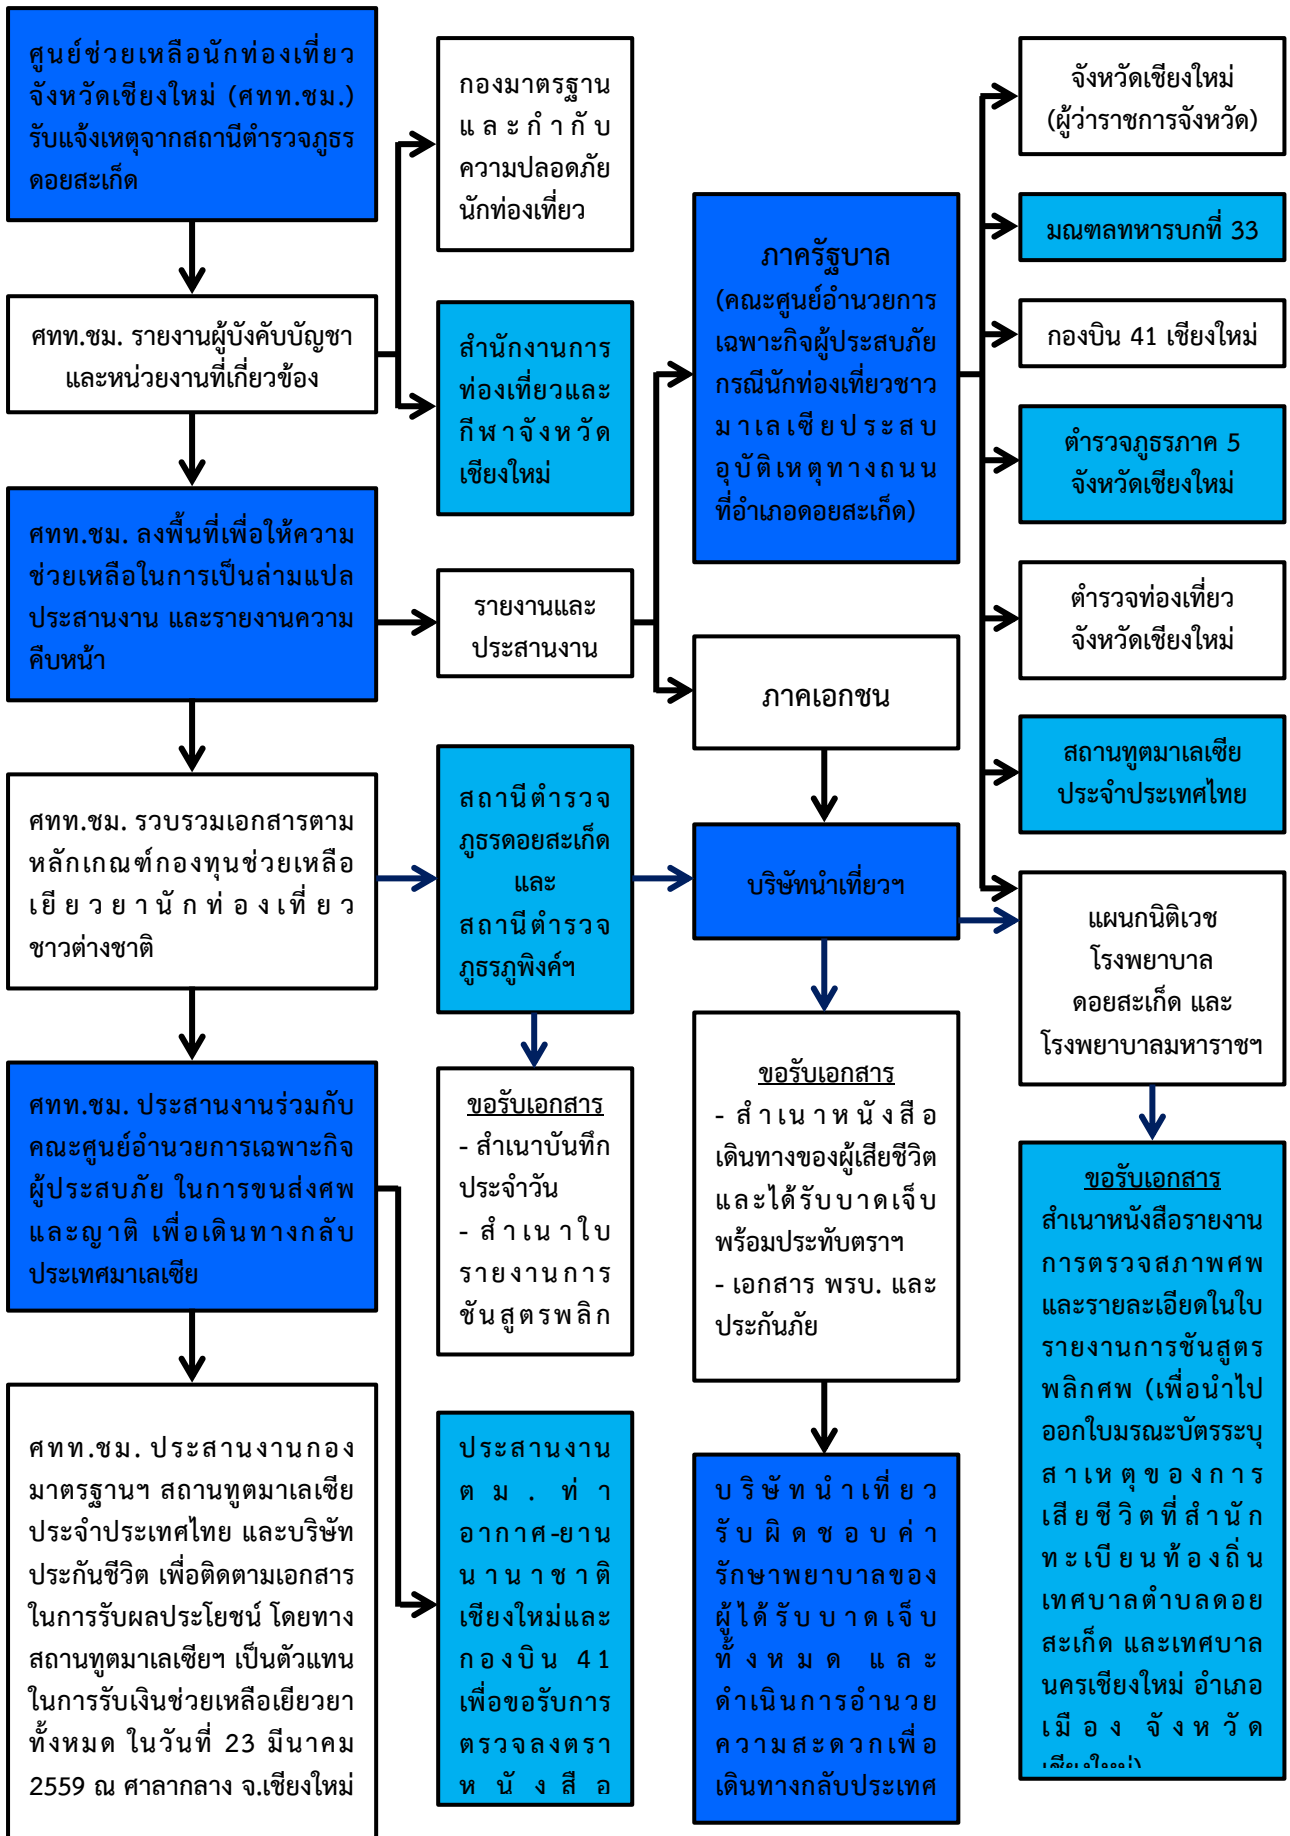 ศูนย์ช่วยเหลือนักท่องเที่ยว
จังหวัดเชียงใหม่ (ศทท.ชม.)
รับแจ้งเหตุจากสถานีตำรวจภูธร
ดอยสะเก็ด
ศทท.ชม. รายงานผู้บังคับบัญชา
และหน่วยงานที่เกี่ยวข้อง
ศทท.ชม. ลงพื้นที่เพื่อให้ความ
ช่วยเหลือในการเป็นล่ามแปล
ประสานงาน และรายงานความ
คืบหน้า
ศทท.ชม. รวบรวมเอกสารตาม
หลักเกณฑ์กองทุนช่วยเหลือ
เยียวยานักท่องเที่ยว
ชาวต่างชาติ
ศทท.ชม. ประสานงานร่วมกับ
คณะศูนย์อำนวยการเฉพาะกิจ
ผู้ประสบภัย ในการขนส่งศพ
และญาติ เพื่อเดินทางกลับ
ประเทศมาเลเซีย
ศทท.ชม. ประสานงานกอง
มาตรฐานฯ สถานทูตมาเลเซีย
ประจำประเทศไทย และบริษัท
ประกันชีวิต เพื่อติดตามเอกสาร
ในการรับผลประโยชน์ โดยทาง
สถานทูตมาเลเซียฯ เป็นตัวแทน
ในการรับเงินช่วยเหลือเยียวยา
ทั้งหมด ในวันที่ 23 มีนาคม
2559 ณ ศาลากลาง จ.เชียงใหม่
กองมาตรฐาน
และกำกับ
ความปลอดภัย
นักท่องเที่ยว
สำนักงานการ
ท่องเที่ยวและ
กีฬาจังหวัด
เชียงใหม่
รายงานและ
ประสานงาน
สถานีตำรวจ
ภูธรดอยสะเก็ด
และ
สถานีตำรวจ
ภูธรภูพิงค์ฯ
ขอรับเอกสาร
- สำเนาบันทึก
ประจำวัน
- สำเนาใบ
รายงานการ
ชันสูตรพลิก
ประสานงาน
ตม. ท่า
อากาศ-ยาน
นานาชาติ
เชียงใหม่และ
กองบิน 41
เพื่อขอรับการ
ตรวจลงตรา
หนังสือ
ภาครัฐบาล
(คณะศูนย์อำนวยการ
เฉพาะกิจผู้ประสบภัย
กรณีนักท่องเที่ยวชาว
มาเลเซียประสบ
อุบัติเหตุทางถนน
ที่อำเภอดอยสะเก็ด)
ภาคเอกชน
บริษัทนำเที่ยวฯ
ขอรับเอกสาร
- สำเนาหนังสือ
เดินทางของผู้เสียชีวิต
และได้รับบาดเจ็บ
พร้อมประทับตราฯ
- เอกสาร พรบ. และ
ประกันภัย
บริษัทนำเที่ยว
รับผิดชอบค่า
รักษาพยาบาลของ
ผู้ได้รับบาดเจ็บ
ทั้งหมด และ
ดำเนินการอำนวย
ความสะดวกเพื่อ
เดินทางกลับประเทศ
จังหวัดเชียงใหม่
(ผู้ว่าราชการจังหวัด)
มณฑลทหารบกที่ 33
กองบิน 41 เชียงใหม่
ตำรวจภูธรภาค 5
จังหวัดเชียงใหม่
ตำรวจท่องเที่ยว
จังหวัดเชียงใหม่
สถานทูตมาเลเซีย
ประจำประเทศไทย
แผนกนิติเวช
โรงพยาบาล
ดอยสะเก็ด และ
โรงพยาบาลมหาราชฯ
ขอรับเอกสาร
สำเนาหนังสือรายงาน
การตรวจสภาพศพ
และรายละเอียดในใบ
รายงานการชันสูตร
พลิกศพ (เพื่อนำไป
ออกใบมรณะบัตรระบุ
สาเหตุของการ
เสียชีวิตที่สำนัก
ทะเบียนท้องถิ่น
เทศบาลตำบลดอย
สะเก็ด และเทศบาล
นครเชียงใหม่ อำเภอ
เมือง จังหวัด
เชียงใหม่)